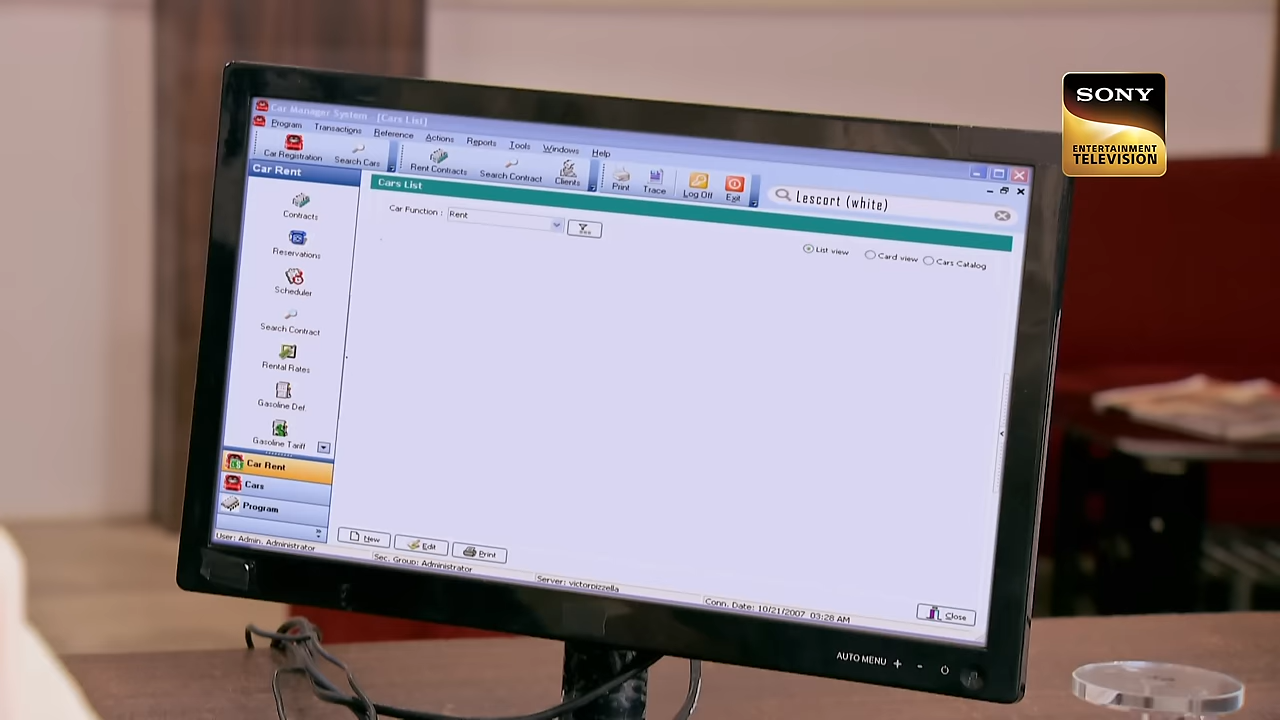 SONY
ENTERTAINMENT
TELEVISION
Car Manager System - [Cars List]
Program Transactions Reference Actions Reports Tools Windows Help
Car Registration Search Cars Rent Contracts Search Contract Clients Print Trace Log Off Exit
Lescort (white)
Car Rent
Cars List
Car Function : Rent
List view Card view Cars Catalog
Contracts
Reservations
Scheduler
Search Contract
Rental Rates
Gasoline Def.
Gasoline Tariff
Car Rent
Cars
Program
New Edit Print
Close
User: Admin, Administrator
Sec. Group: Administrator
Server: victorpizzella
Conn. Date: 10/21/2007 03:28 AM
AUTO MENU + -